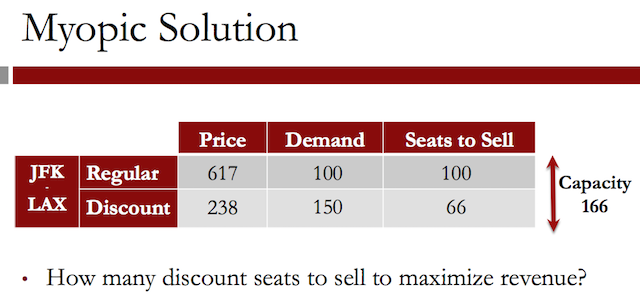 Myopic Solution
Price Demand Seats to Sell
JFK Regular 617 100 100
-
LAX Discount 238 150 66
Capacity
166
• How many discount seats to sell to maximize revenue?